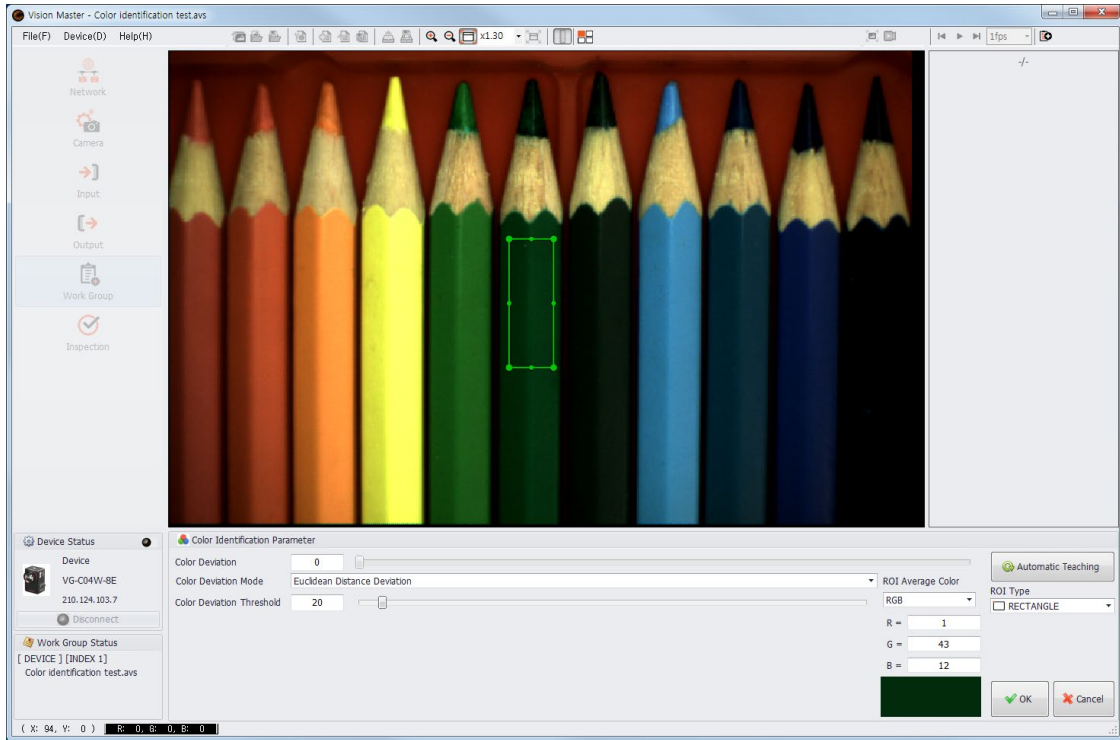 Vision Master - Color identification test.avs
File(F) Device(D) Help(H)
x1.30
1fps
-/-
Network
Camera
Input
Output
Work Group
Inspection
Device Status
Device
VG-C04W-8E
210.124.103.7
Disconnect
Work Group Status
[ DEVICE ] [INDEX 1]
Color identification test.avs
Color Identification Parameter
Color Deviation 0
Color Deviation Mode Euclidean Distance Deviation
Color Deviation Threshold 20
ROI Average Color
RGB
R = 1
G = 43
B = 12
Automatic Teaching
ROI Type
RECTANGLE
OK Cancel
( X: 94, Y: 0 ) R: 0, G: 0, B: 0